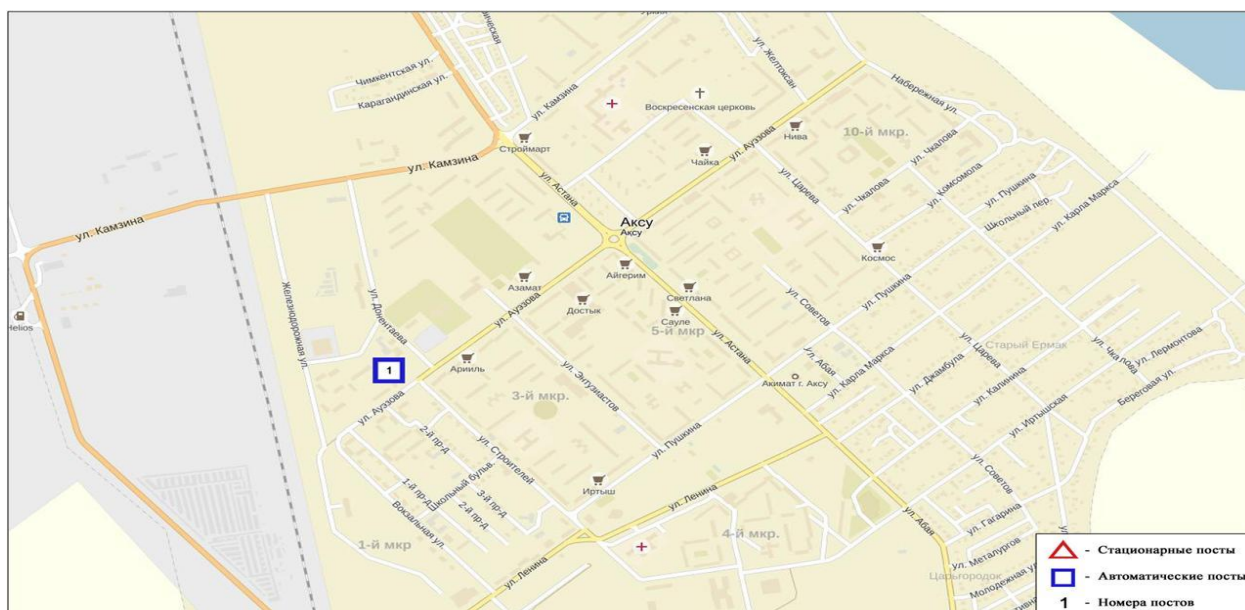 Чимкентская ул.
Карагандинская ул.
ул. Камзина
ул. Желтоксан
Воскресенская церковь
Набережная ул.
Строймарт
ул. Камзина
ул. Камзина
Чайка
Нива
ул. Ауэзова
10-й мкр.
ул. Астана
ул. Царева
ул. Чкалова
ул. Чкалова
ул. Комсомола
ул. Пушкина
Школьный пер.
ул. Карла Маркса
Аксу
Аксу
Космос
Айгерим
Азамат
Достык
Светлана
Сауле
5-й мкр
ул. Советов
ул. Пушкина
Железнодорожная ул.
ул. Донентаева
ул. Ауэзова
Helios
ул. Астана
ул. Абая
ул. Карла Маркса
ул. Царева
Старый Ермак
ул. Чкалова
ул. Лермонтова
Арииль
1
ул. Энтузиастов
3-й мкр.
Акимат г. Аксу
ул. Джамбула
ул. Калинина
ул. Иртышская
Береговая ул.
ул. Ауэзова
2-й пр-д
ул. Строителей
ул. Пушкина
Школьный бульв.
1-й пр-д
3-й пр-д
2-й пр-д
Вокзальная ул.
Иртыш
ул. Ленина
ул. Советов
ул. Абая
ул. Гагарина
1-й мкр
4-й мкр.
ул. Ленина
ул. Металлургов
Царьгородок
Молодежная
- Стационарные посты
- Автоматические посты
1 - Номера постов